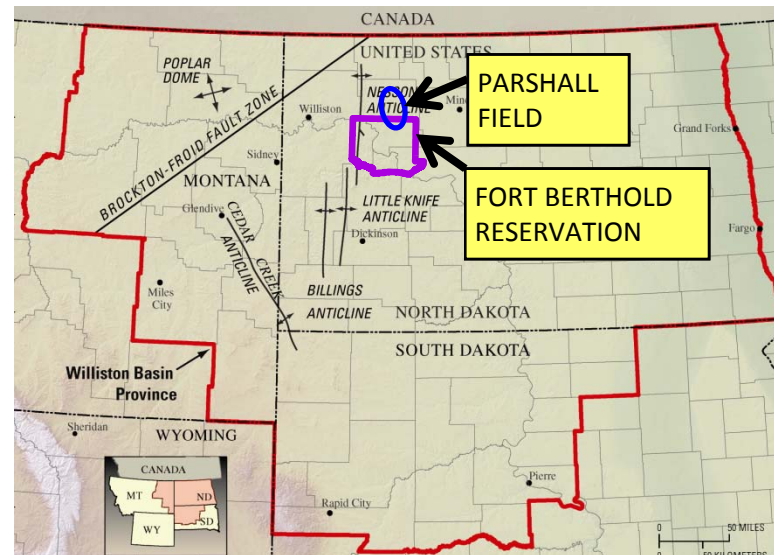 CANADA
UNITED STATES
POPLAR
DOME
NESSON
ANTICLINE
PARSHALL
FIELD
Williston
Grand Forks
BROCKTON-FROID FAULT ZONE
Sidney
MONTANA
FORT BERTHOLD
RESERVATION
Glendive
CEDAR CREEK
ANTICLINE
LITTLE KNIFE
ANTICLINE
Dickinson
Fargo
Miles
City
BILLINGS
ANTICLINE
NORTH DAKOTA
SOUTH DAKOTA
Williston Basin
Province
Sheridan
WYOMING
CANADA
MT
ND
SD
WY
Rapid City
Pierre
0
50 MILES